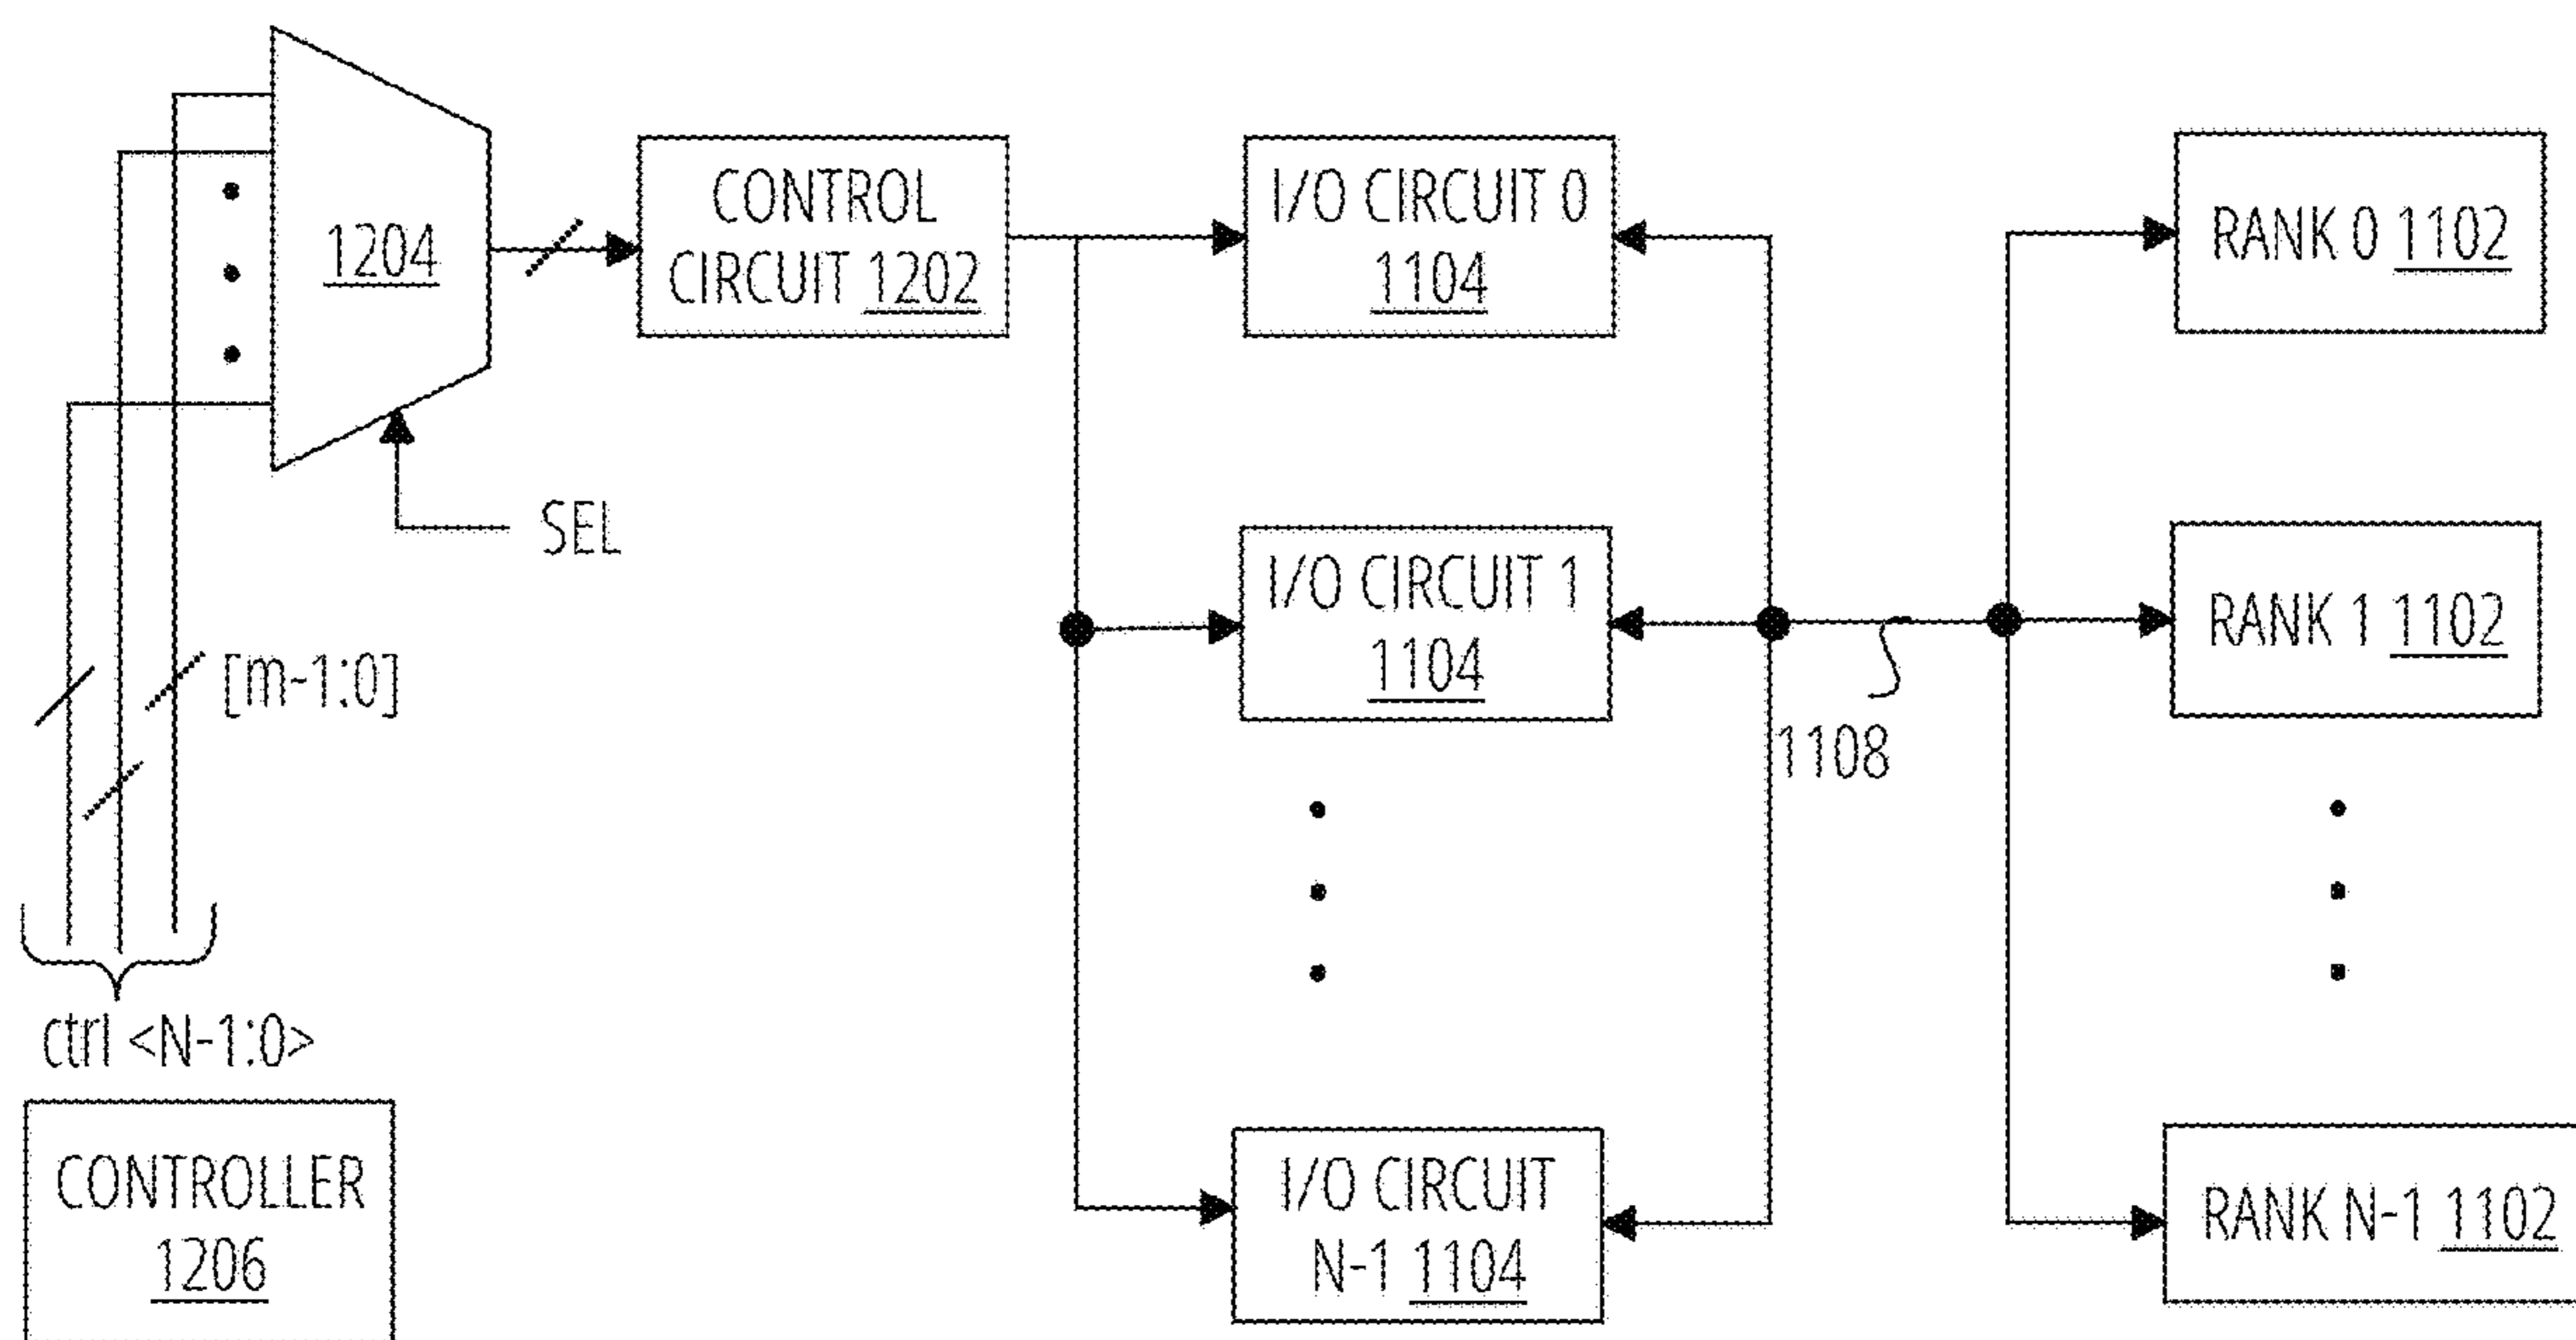 1204
SEL
[m-1:0]
ctrl <N-1:0>
CONTROLLER
1206
CONTROL
CIRCUIT 1202
I/O CIRCUIT 0
1104
I/O CIRCUIT 1
1104
I/O CIRCUIT
N-1 1104
1108
RANK 0 1102
RANK 1 1102
RANK N-1 1102